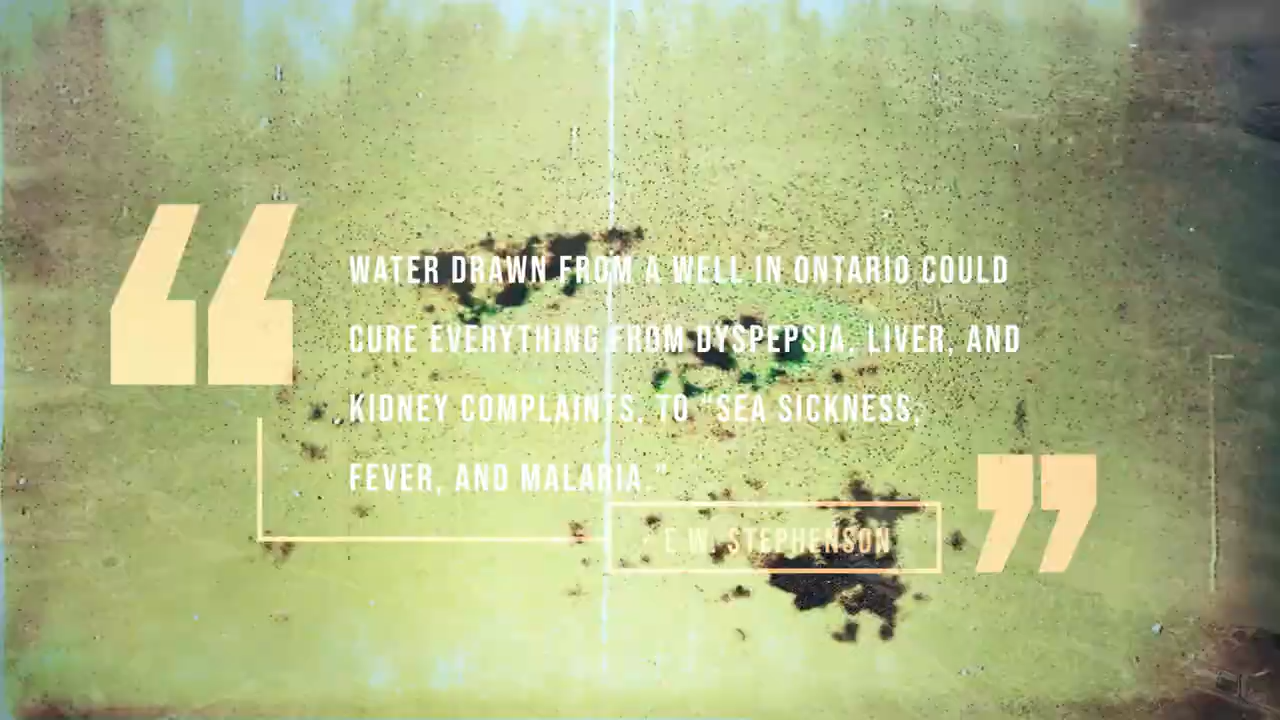 WATER DRAWN FROM A WELL IN ONTARIO COULD
CURE EVERYTHING FROM DYSPEPSIA, LIVER, AND
KIDNEY COMPLAINTS, TO "SEA SICKNESS,
FEVER, AND MALARIA."
- E.W. STEPHENSON